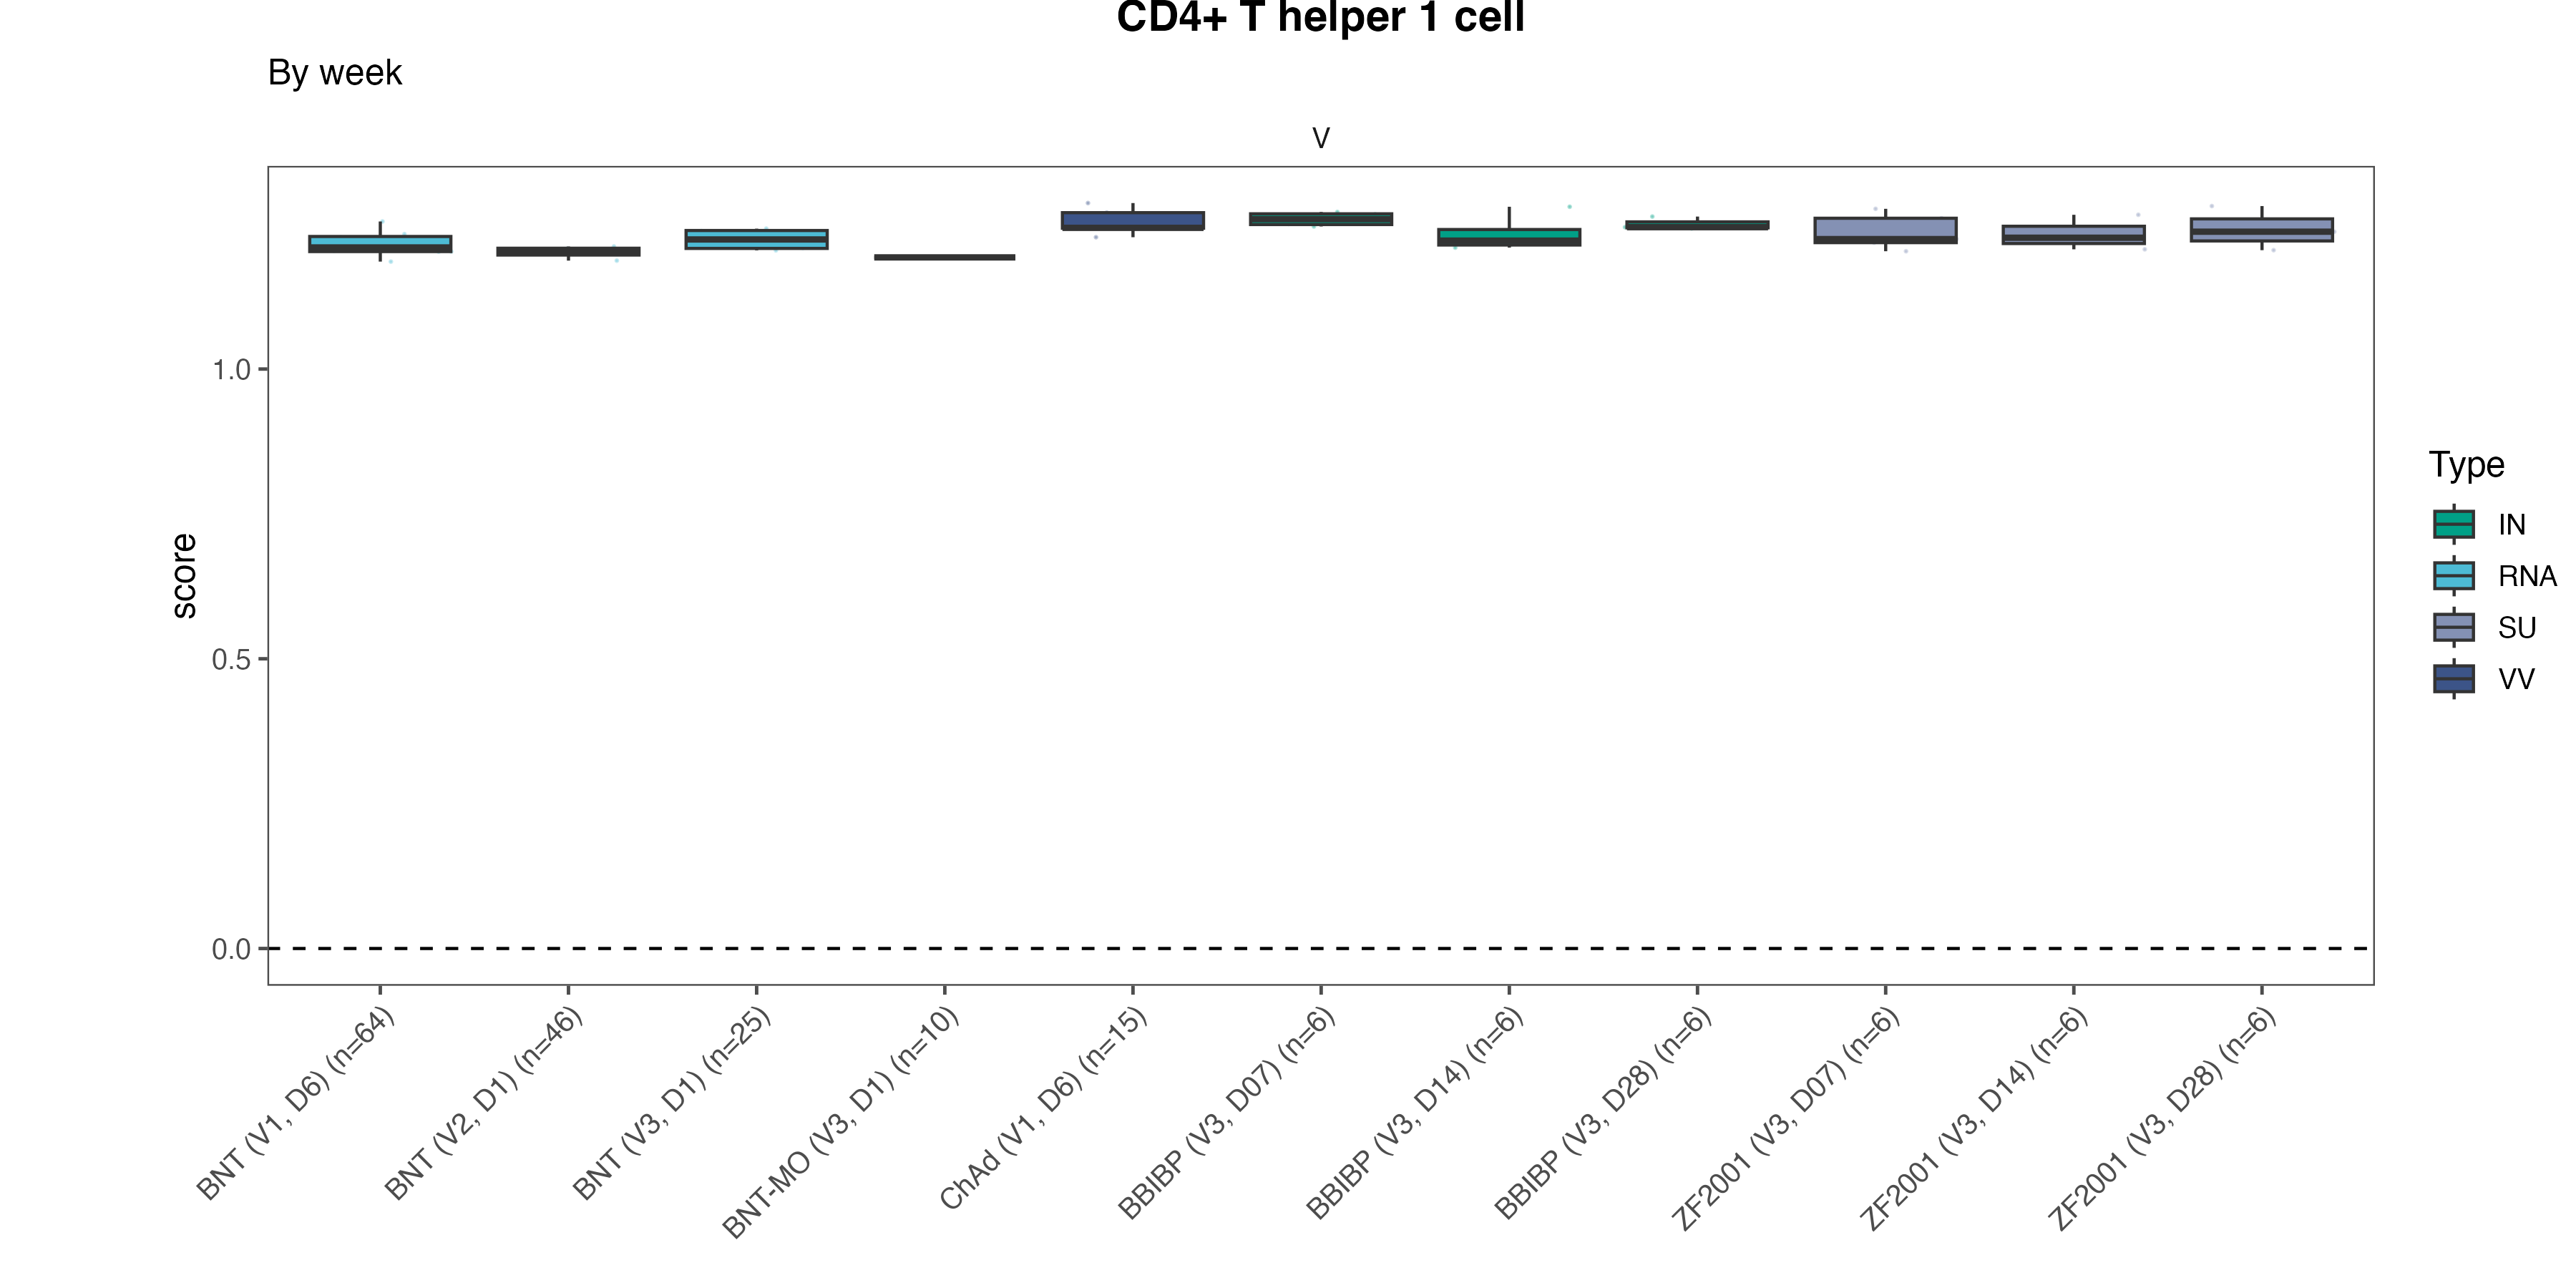 CD4+ T helper 1 cell
By week
V
score
1.0
0.5
0.0
BNT (V1, D6) (n=64)
BNT (V2, D1) (n=46)
BNT (V3, D1) (n=25)
BNT-MO (V3, D1) (n=10)
ChAd (V1, D6) (n=15)
BBIBP (V3, D07) (n=6)
BBIBP (V3, D14) (n=6)
BBIBP (V3, D28) (n=6)
ZF2001 (V3, D07) (n=6)
ZF2001 (V3, D14) (n=6)
ZF2001 (V3, D28) (n=6)
Type
IN
RNA
SU
VV